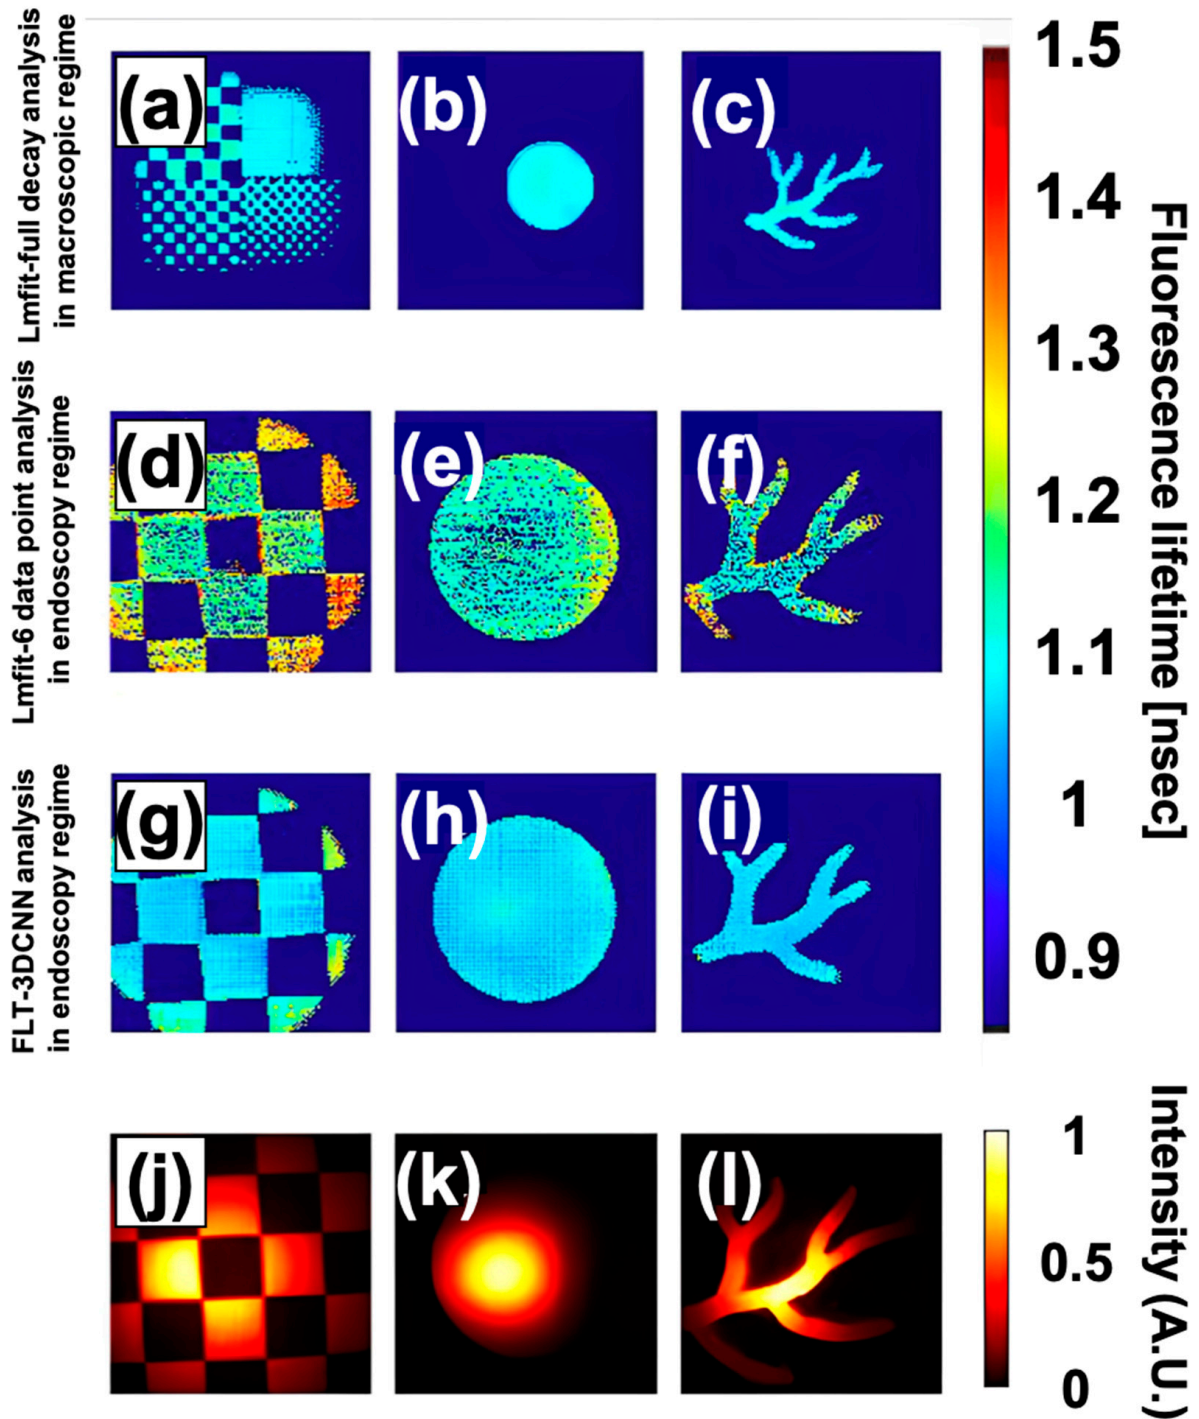 Lmfit-full decay analysis
in macroscopic regime
(a)
(b)
(c)
Lmfit-6 data point analysis
in endoscopy regime
(d)
(e)
(f)
FLT-3DCNN analysis
in endoscopy regime
(g)
(h)
(i)
(j)
(k)
(l)
1.5
1.4
1.3
1.2
1.1
1
0.9
Fluorescence lifetime [nsec]
1
0.5
0
Intensity (A.U.)